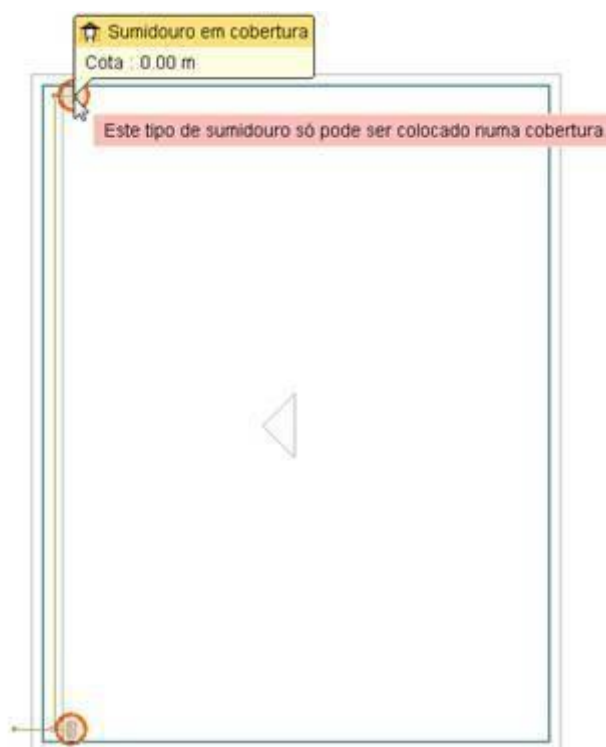 Sumidouro em cobertura
Cota : 0.00 m
Este tipo de sumidouro só pode ser colocado numa cobertura.